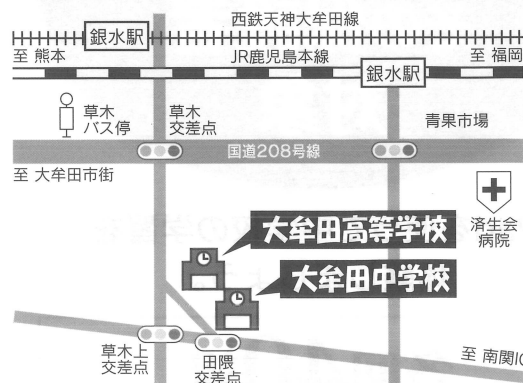 西鉄天神大牟田線
銀水駅
至 熊本
JR鹿児島本線
至 福岡
銀水駅
草木
バス停
草木
交差点
青果市場
国道208号線
至 大牟田市街
済生会
病院
大牟田高等学校
大牟田中学校
草木上
交差点
田隈
交差点
至 南関IC